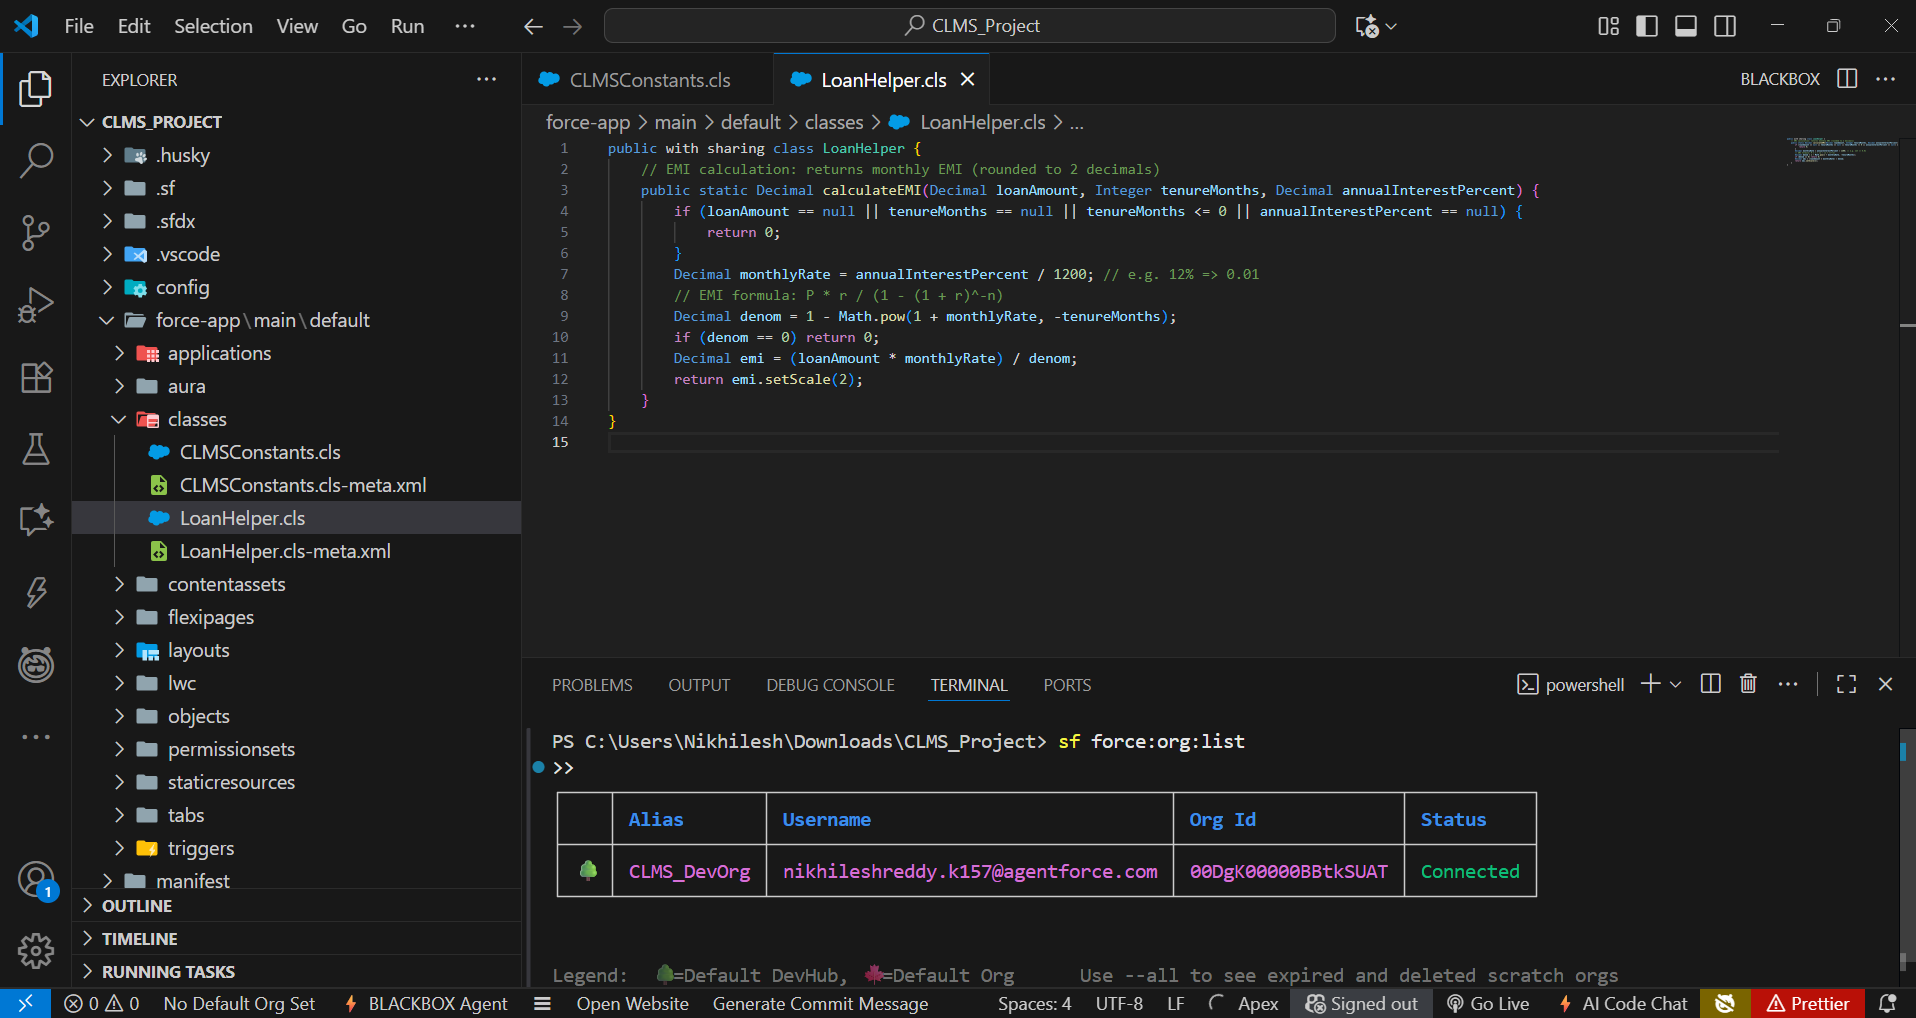 File Edit Selection View Go Run ··· CLMS_Project
EXPLORER ···
CLMS_PROJECT
.husky
.sf
.sfdx
.vscode
config
force-app\main\default
applications
aura
classes
CLMSConstants.cls
CLMSConstants.cls-meta.xml
LoanHelper.cls
LoanHelper.cls-meta.xml
contentassets
flexipages
layouts
lwc
objects
permissionsets
staticresources
tabs
triggers
manifest
OUTLINE
TIMELINE
RUNNING TASKS
1
CLMSConstants.cls LoanHelper.cls BLACKBOX ···
force-app > main > default > classes > LoanHelper.cls > ...
1 public with sharing class LoanHelper {
2 // EMI calculation: returns monthly EMI (rounded to 2 decimals)
3 public static Decimal calculateEMI(Decimal loanAmount, Integer tenureMonths, Decimal annualInterestPercent) {
4 if (loanAmount == null || tenureMonths == null || tenureMonths <= 0 || annualInterestPercent == null) {
5 return 0;
6 }
7 Decimal monthlyRate = annualInterestPercent / 1200; // e.g. 12% => 0.01
8 // EMI formula: P * r / (1 - (1 + r)^-n)
9 Decimal denom = 1 - Math.pow(1 + monthlyRate, -tenureMonths);
10 if (denom == 0) return 0;
11 Decimal emi = (loanAmount * monthlyRate) / denom;
12 return emi.setScale(2);
13 }
14 }
15
PROBLEMS OUTPUT DEBUG CONSOLE TERMINAL PORTS powershell ···
PS C:\Users\Nikhilesh\Downloads\CLMS_Project> sf force:org:list
>>
Alias Username Org Id Status
CLMS_DevOrg nikhileshreddy.k157@agentforce.com 00DgK00000BBtkSUAT Connected
Legend: =Default DevHub, =Default Org Use --all to see expired and deleted scratch orgs
0 0 No Default Org Set BLACKBOX Agent Open Website Generate Commit Message Spaces: 4 UTF-8 LF Apex Signed out Go Live AI Code Chat Prettier